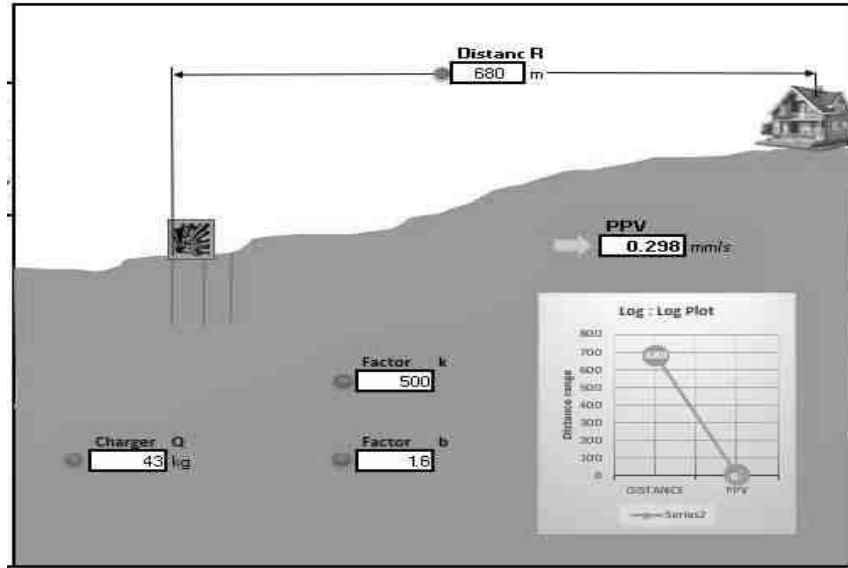 Distanc R
680 m
PPV
0.298 mm/s
Log : Log Plot
800
700
600
500
400
300
200
100
0
Distance range
680
DISTANCE PPV
Series2
Factor k
500
Charger Q
43 kg
Factor b
1.6